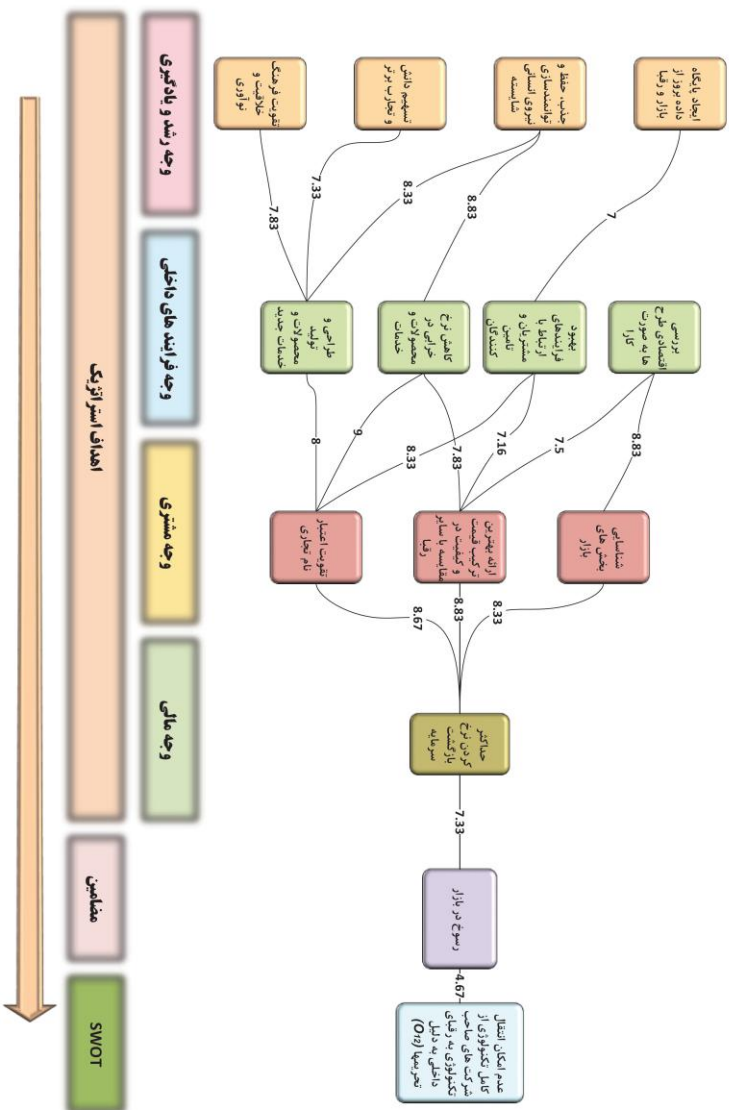 وجه رشد و یادگیری
وجه فرایند های داخلی
وجه مشتری
وجه مالی
اهداف استراتژیک
مضامین
SWOT
ایجاد پایگاه
داده بروز از
بازار و رقبا
جذب، حفظ و
توانمندسازی
نیروی انسانی
شایسته
تسهیم دانش
و تجارب برتر
تقویت فرهنگ
خلاقیت و
نوآوری
7
8.83
8.33
7.33
7.83
بررسی
اقتصادی طرح
ها به صورت
کارا
بهبود
فرایندهای
ارتباط با
مشتریان و
تامین
کنندگان
کاهش نرخ
خرابی در
محصولات و
خدمات
طراحی و
تولید
محصولات و
خدمات جدید
8.83
7.5
7.16
7.83
8.33
9
8
شناسایی
بخش های
بازار
ارائه بهترین
ترکیب قیمت
و کیفیت در
مقایسه با سایر
رقبا
تقویت اعتبار
نام تجاری
8.33
8.83
8.67
حداکثر
کردن نرخ
بازگشت
سرمایه
7.33
رسوخ در بازار
4.67
عدم امکان انتقال
کامل تکنولوژی از
شرکت های صاحب
تکنولوژی به رقبای
داخلی به دلیل
تحریمها (O12)